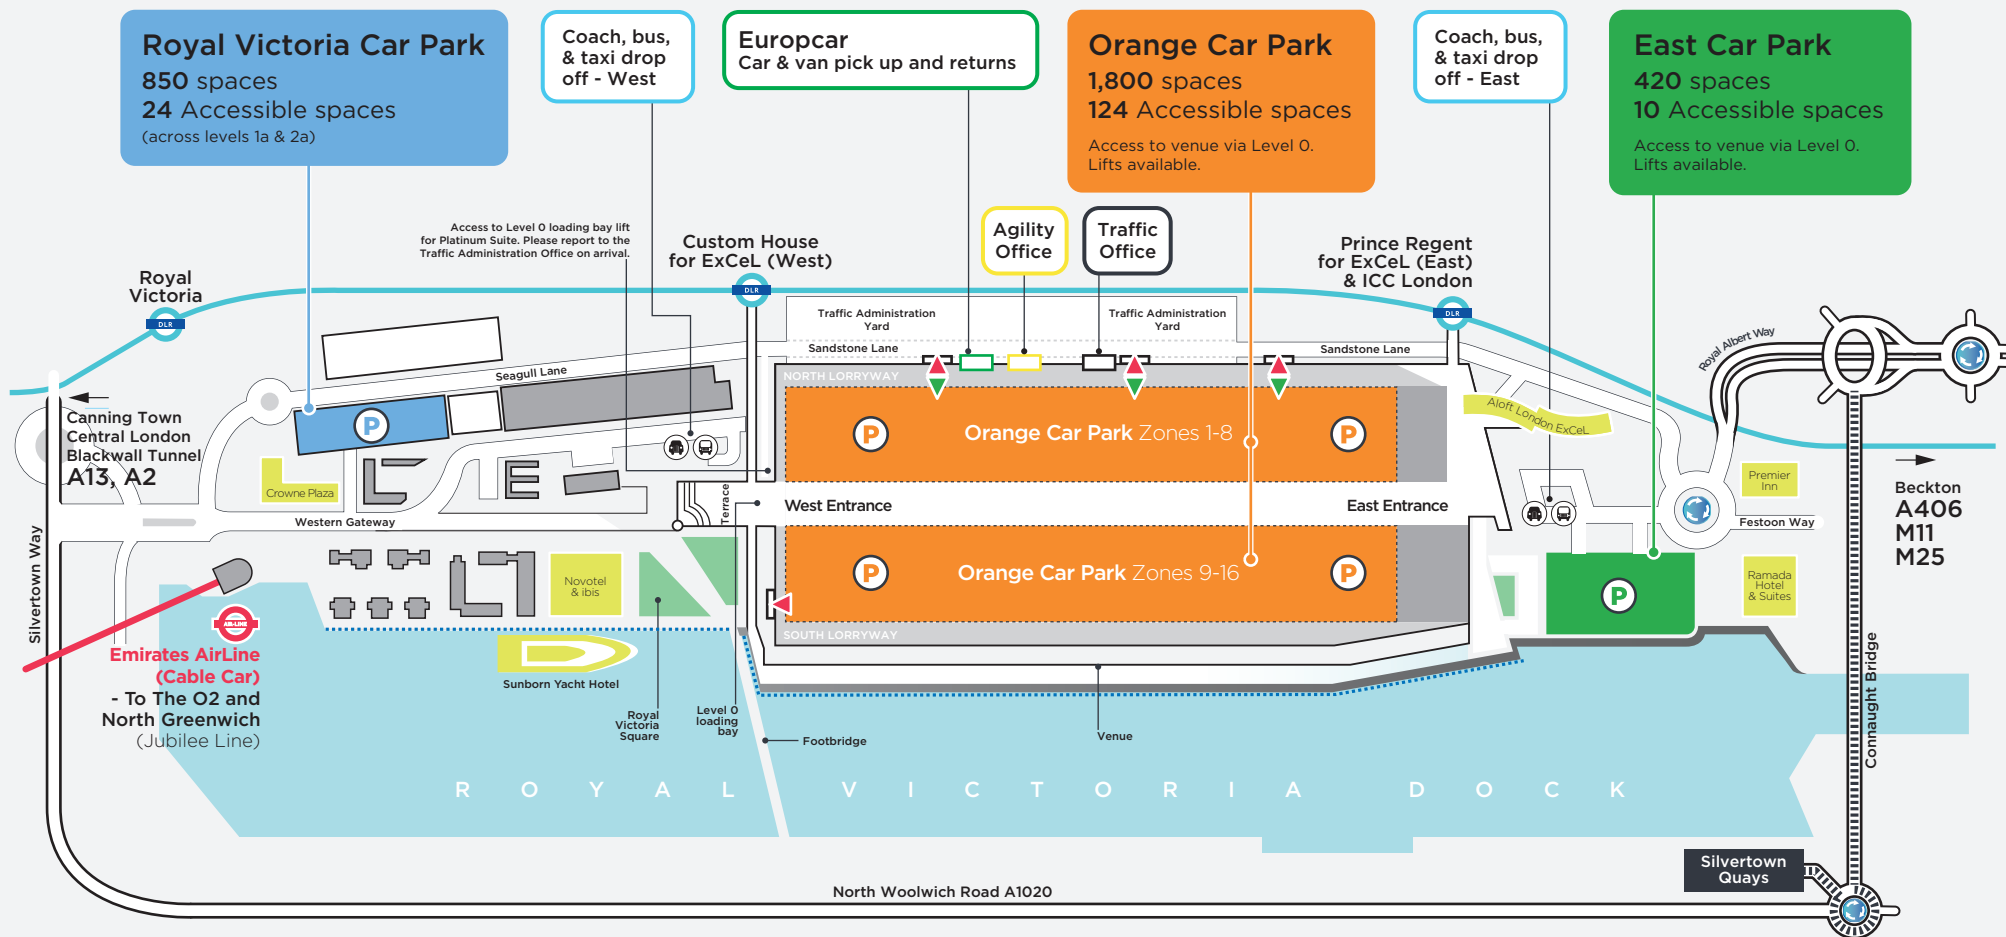 Royal Victoria Car Park
850 spaces
24 Accessible spaces
(across levels 1a & 2a)
Coach, bus,
& taxi drop
off - West
Europcar
Car & van pick up and returns
Orange Car Park
1,800 spaces
124 Accessible spaces
Access to venue via Level 0.
Lifts available.
Coach, bus,
& taxi drop
off - East
East Car Park
420 spaces
10 Accessible spaces
Access to venue via Level 0.
Lifts available.
Access to Level 0 loading bay lift
for Platinum Suite. Please report to the
Traffic Administration Office on arrival.
Custom House
for ExCeL (West)
DLR
Agility
Office
Traffic
Office
Prince Regent
for ExCeL (East)
& ICC London
DLR
Royal
Victoria
DLR
Traffic Administration
Yard
Traffic Administration
Yard
Sandstone Lane
Sandstone Lane
Royal Albert Way
Seagull Lane
NORTH LORRYWAY
Canning Town
Central London
Blackwall Tunnel
A13, A2
P
P
Orange Car Park Zones 1-8
P
Aloft London ExCeL
Crowne Plaza
Premier
Inn
Beckton
A406
M11
M25
Terrace
West Entrance
East Entrance
Western Gateway
Festoon Way
Silvertown Way
Novotel
& ibis
P
Orange Car Park Zones 9-16
P
P
Ramada
Hotel
& Suites
AIR-LINE
SOUTH LORRYWAY
Emirates AirLine
(Cable Car)
- To The O2 and
North Greenwich
(Jubilee Line)
Sunborn Yacht Hotel
Royal
Victoria
Square
Level 0
loading
bay
Footbridge
Venue
Connaught Bridge
ROYAL VICTORIA DOCK
Silvertown
Quays
North Woolwich Road A1020